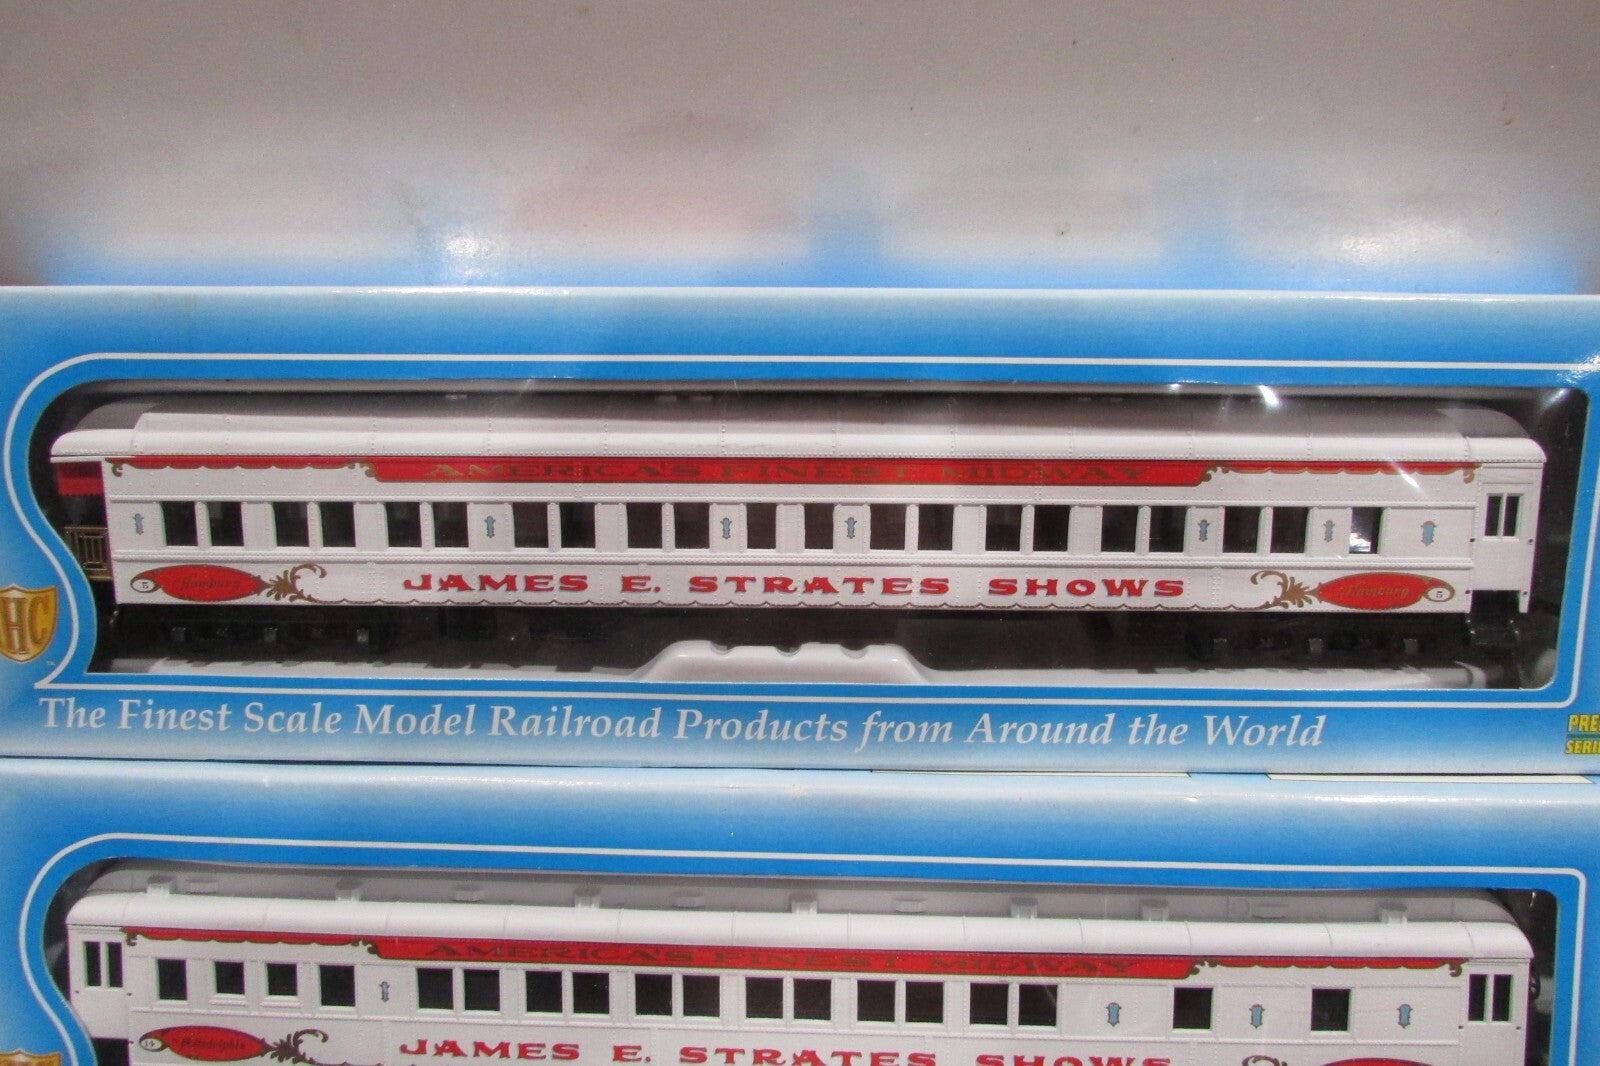 AMERICA'S FINEST MIDWAY
5 Hamburg JAMES E. STRATES SHOWS Hamburg 5
HC
The Finest Scale Model Railroad Products from Around the World
AMERICA'S FINEST MIDWAY
14 Philadelphia JAMES E. STRATES SHOWS